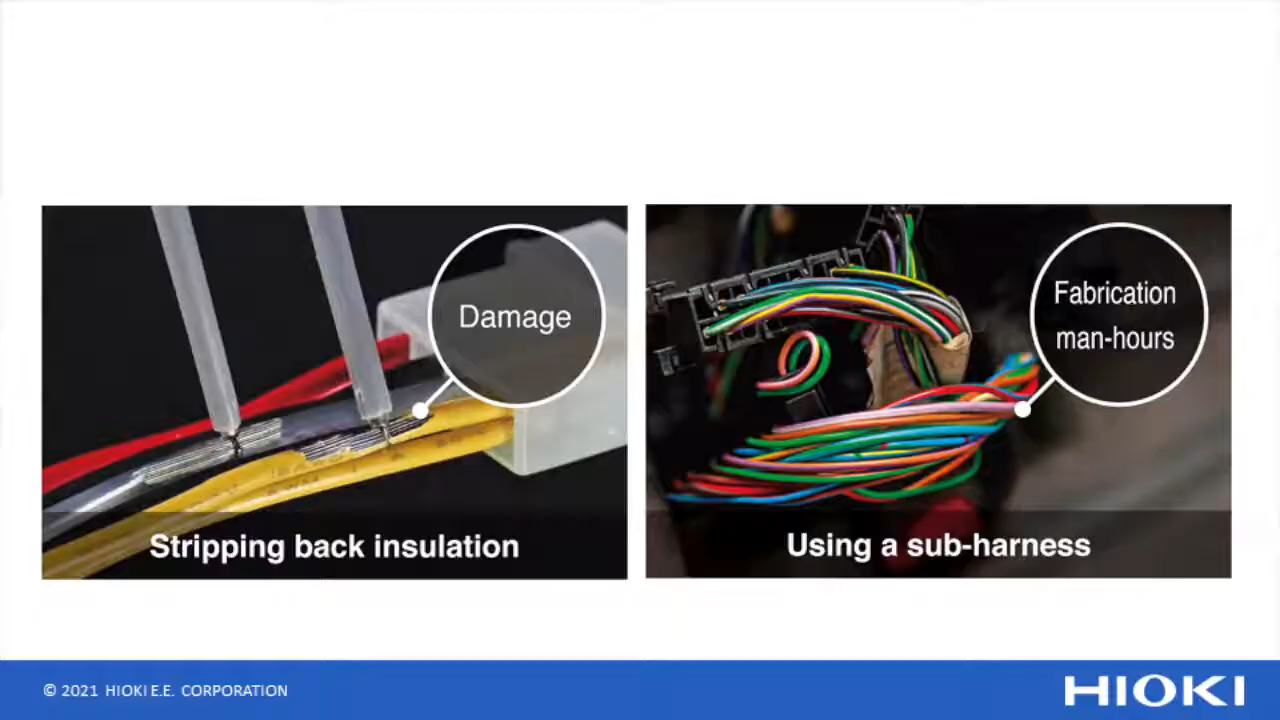 Damage
Stripping back insulation
Fabrication
man-hours
Using a sub-harness
© 2021 HIOKI E.E. CORPORATION
HIOKI